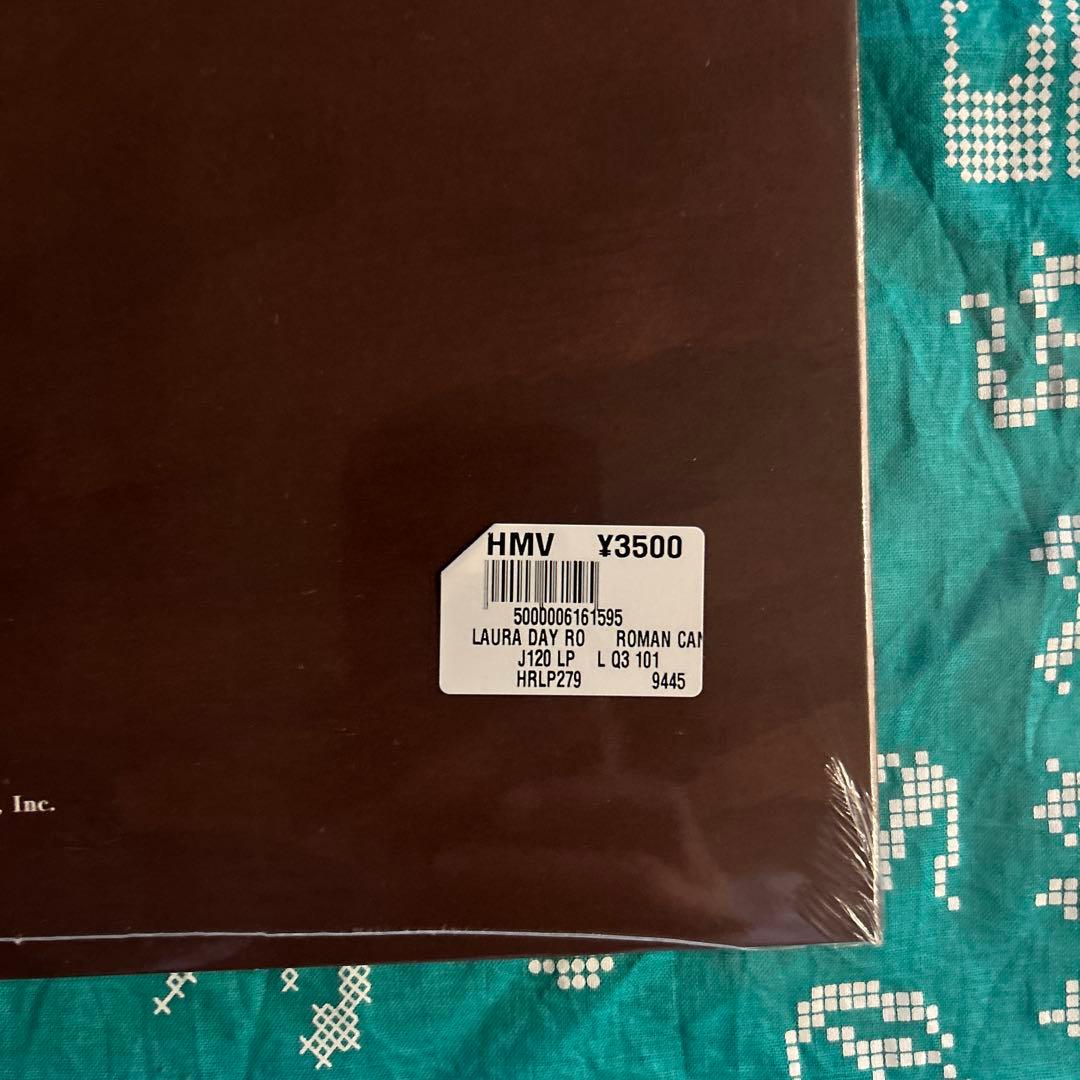 HMV ¥3500
5000006161595
LAURA DAY RO ROMAN CAN
J120 LP L Q3 101
HRLP279 9445
, Inc.